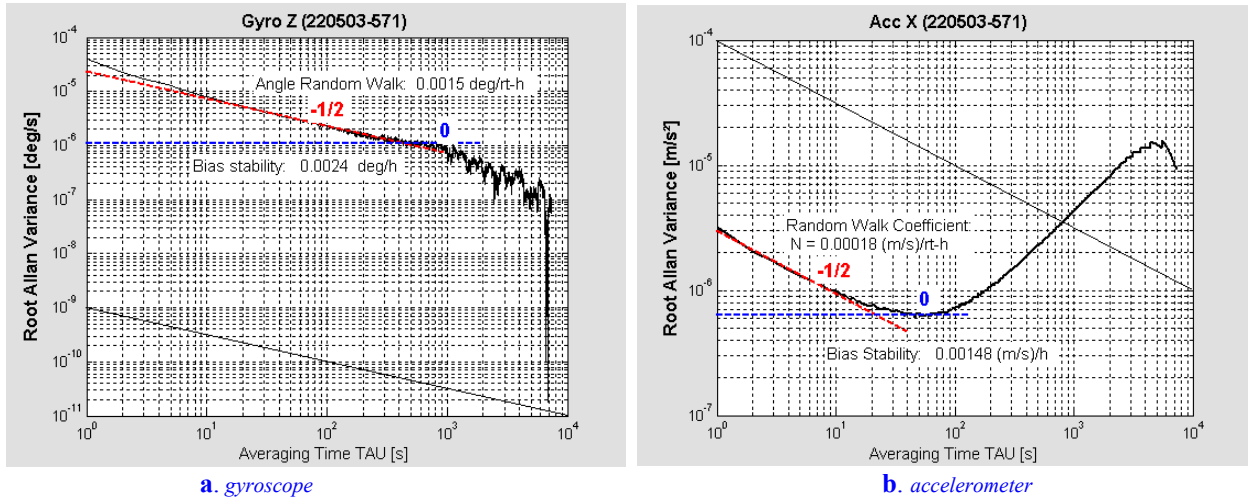 Gyro Z (220503-571)
Root Allan Variance [deg/s]
10^-4
10^-5
10^-6
10^-7
10^-8
10^-9
10^-10
10^-11
Angle Random Walk: 0.0015 deg/rt-h
-1/2
0
Bias stability: 0.0024 deg/h
10^0 10^1 10^2 10^3 10^4
Averaging Time TAU [s]
a. gyroscope
Acc X (220503-571)
Root Allan Variance [m/s²]
10^-4
10^-5
10^-6
10^-7
Random Walk Coefficient:
N = 0.00018 (m/s)/rt-h
-1/2
0
Bias Stability: 0.00148 (m/s)/h
10^0 10^1 10^2 10^3 10^4
Averaging Time TAU [s]
b. accelerometer